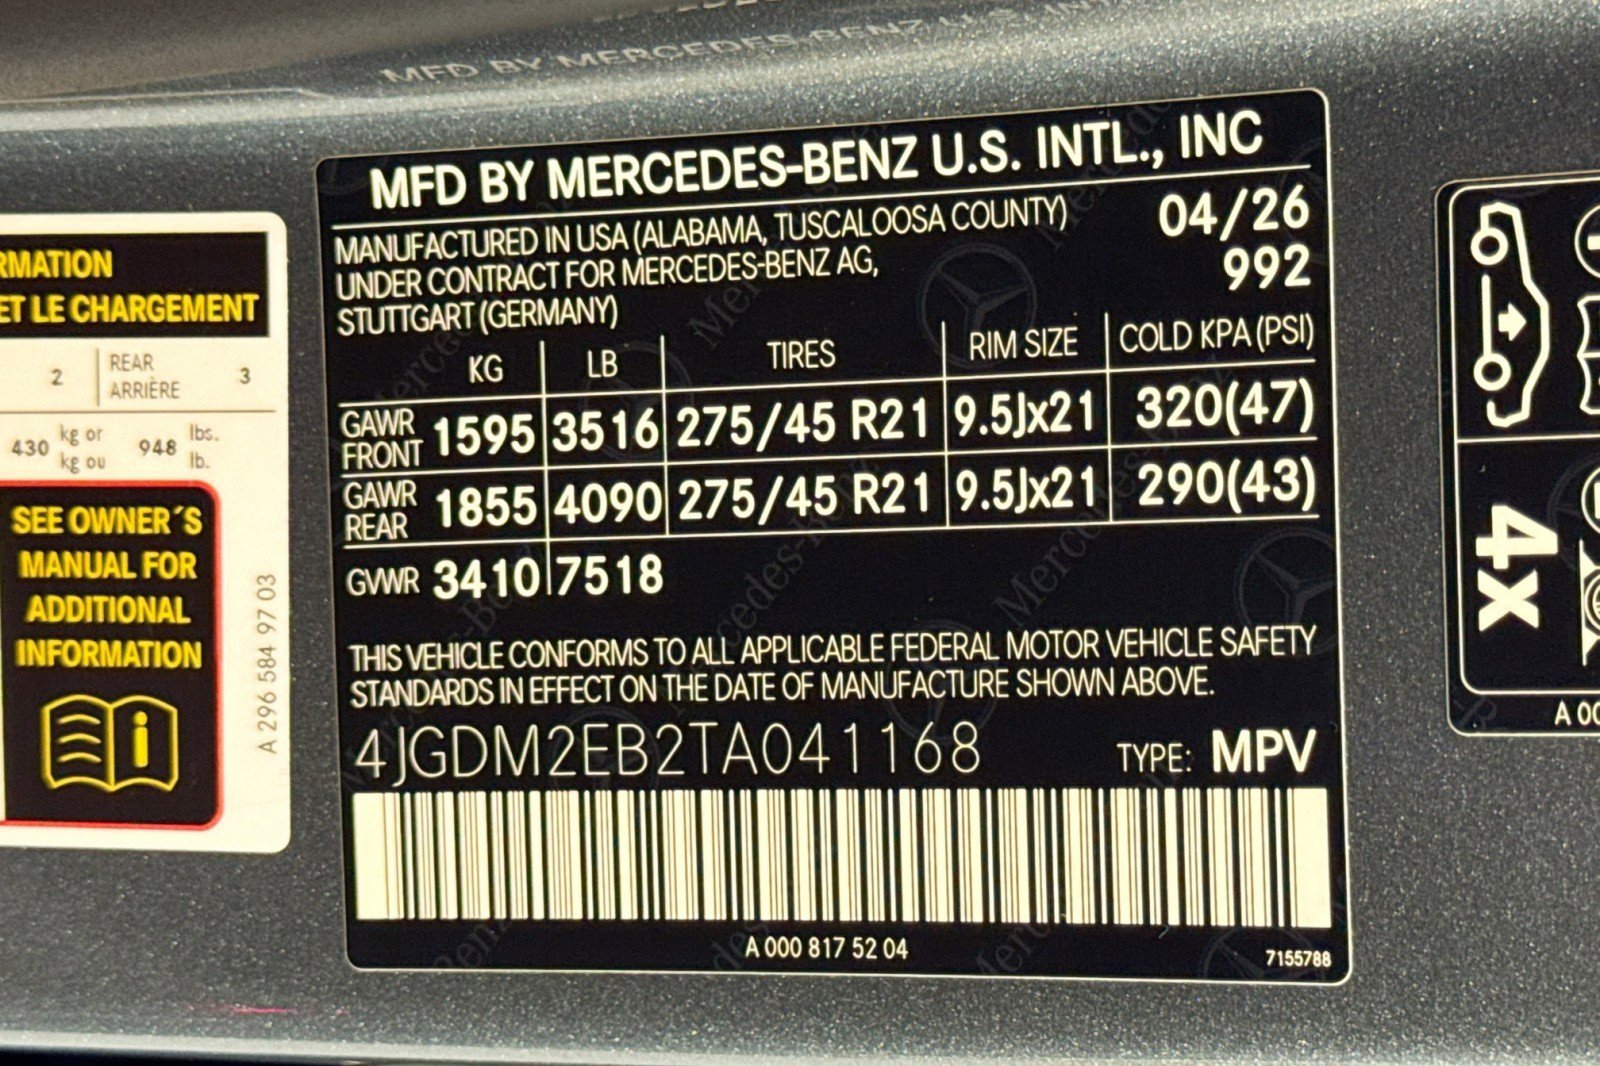 MFD BY MERCEDES-BENZ U.S. INTL., INC
MANUFACTURED IN USA (ALABAMA, TUSCALOOSA COUNTY) 04/26
UNDER CONTRACT FOR MERCEDES-BENZ AG, 992
STUTTGART (GERMANY)
KG LB TIRES RIM SIZE COLD KPA (PSI)
GAWR FRONT 1595 3516 275/45 R21 9.5Jx21 320(47)
GAWR REAR 1855 4090 275/45 R21 9.5Jx21 290(43)
GVWR 3410 7518
THIS VEHICLE CONFORMS TO ALL APPLICABLE FEDERAL MOTOR VEHICLE SAFETY
STANDARDS IN EFFECT ON THE DATE OF MANUFACTURE SHOWN ABOVE.
4JGDM2EB2TA041168 TYPE: MPV
A 000 817 52 04 7155788
RMATION
ET LE CHARGEMENT
2 REAR ARRIÈRE 3
430 kg or kg ou 948 lbs. lb.
SEE OWNER´S
MANUAL FOR
ADDITIONAL
INFORMATION
A 296 584 97 03
4x
A 00
MFD BY MERCEDES-BENZ